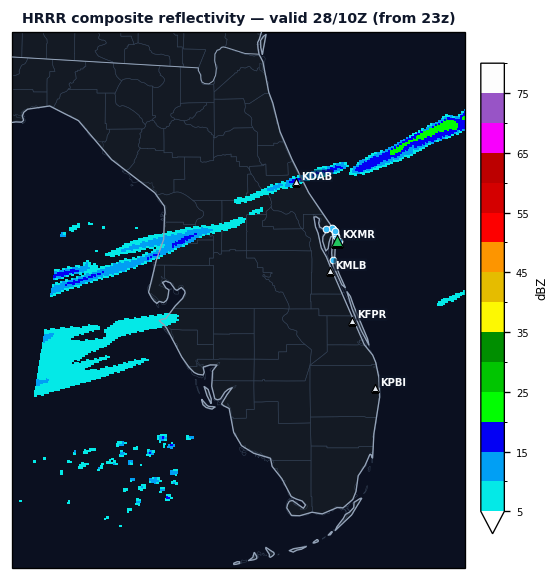 HRRR composite reflectivity — valid 28/10Z (from 23z)
KDAB
KXMR
KMLB
KFPR
KPBI
75
65
55
45
35
25
15
5
dBZ